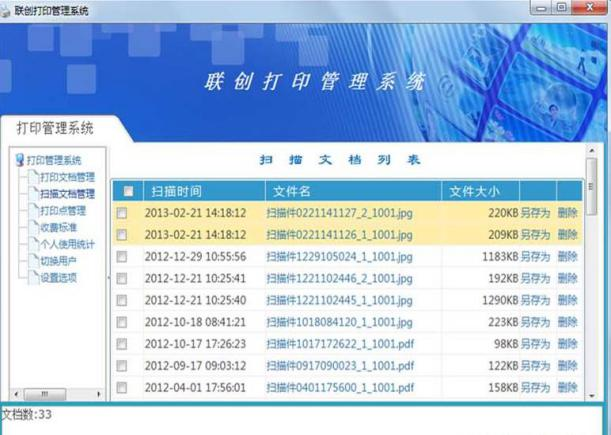 联创打印管理系统
联创打印管理系统
打印管理系统
打印管理系统
打印文档管理
扫描文档管理
打印点管理
收费标准
个人使用统计
切换用户
设置选项
扫描文档列表
扫描时间 文件名 文件大小
2013-02-21 14:18:12 扫描件0221141127_2_1001.jpg 220KB 另存为 删除
2013-02-21 14:18:12 扫描件0221141126_1_1001.jpg 209KB 另存为 删除
2012-12-29 10:55:56 扫描件1229105024_1_1001.jpg 1183KB 另存为 删除
2012-12-21 10:25:41 扫描件1221102446_2_1001.jpg 192KB 另存为 删除
2012-12-21 10:25:40 扫描件1221102445_1_1001.jpg 1290KB 另存为 删除
2012-10-18 08:41:21 扫描件1018084120_1_1001.jpg 223KB 另存为 删除
2012-10-17 17:26:23 扫描件1017172622_1_1001.pdf 98KB 另存为 删除
2012-09-17 09:03:12 扫描件0917090023_1_1001.pdf 122KB 另存为 删除
2012-04-01 17:56:01 扫描件0401175600_1_1001.pdf 158KB 另存为 删除
文档数:33